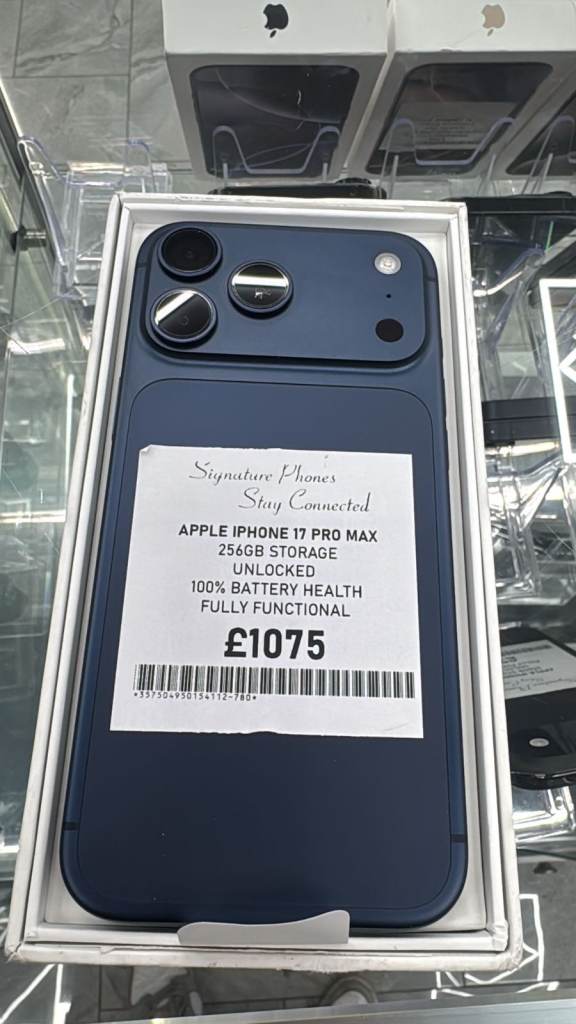 Signature Phones
Stay Connected
APPLE IPHONE 17 PRO MAX
256GB STORAGE
UNLOCKED
100% BATTERY HEALTH
FULLY FUNCTIONAL
£1075
*357504950154112-780*